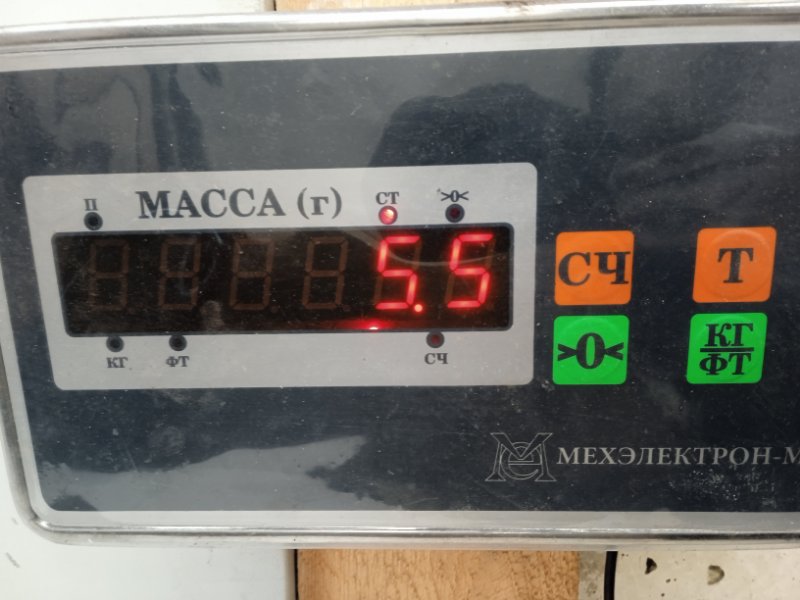 П МАССА (г) СТ >0<
5.5
КГ ФТ СЧ
СЧ Т
>0< КГ
ФТ
МЕХЭЛЕКТРОН-М